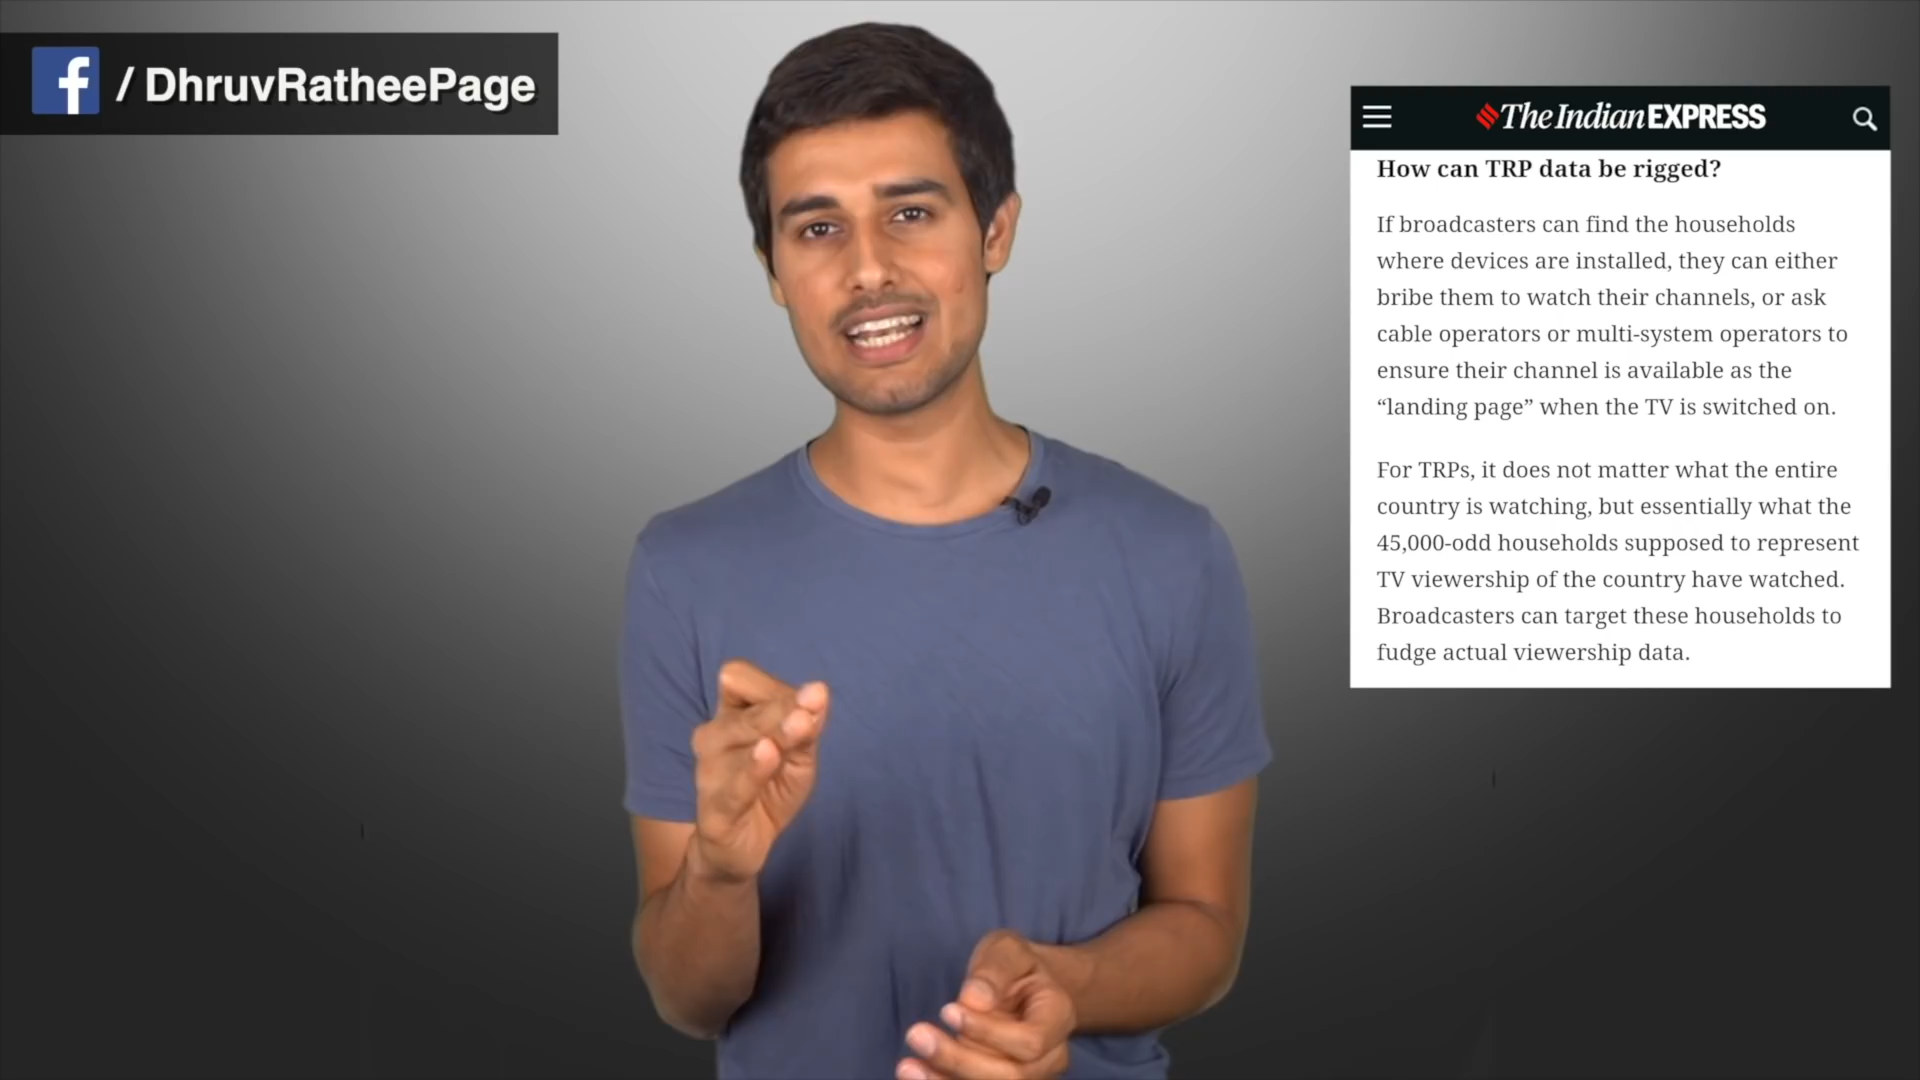 f / DhruvRatheePage
The Indian EXPRESS
How can TRP data be rigged?
If broadcasters can find the households
where devices are installed, they can either
bribe them to watch their channels, or ask
cable operators or multi-system operators to
ensure their channel is available as the
“landing page” when the TV is switched on.
For TRPs, it does not matter what the entire
country is watching, but essentially what the
45,000-odd households supposed to represent
TV viewership of the country have watched.
Broadcasters can target these households to
fudge actual viewership data.